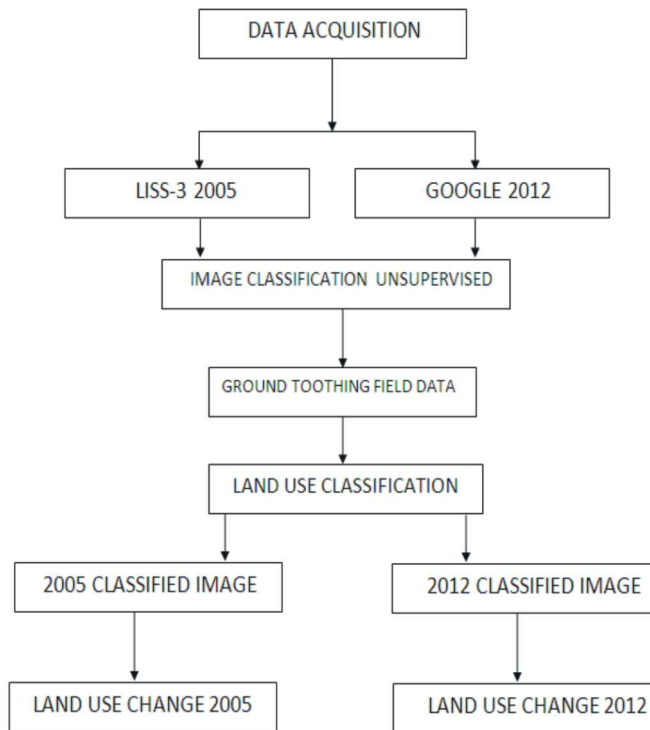 DATA ACQUISITION
LISS-3 2005
GOOGLE 2012
IMAGE CLASSIFICATION UNSUPERVISED
GROUND TOOTHING FIELD DATA
LAND USE CLASSIFICATION
2005 CLASSIFIED IMAGE
2012 CLASSIFIED IMAGE
LAND USE CHANGE 2005
LAND USE CHANGE 2012